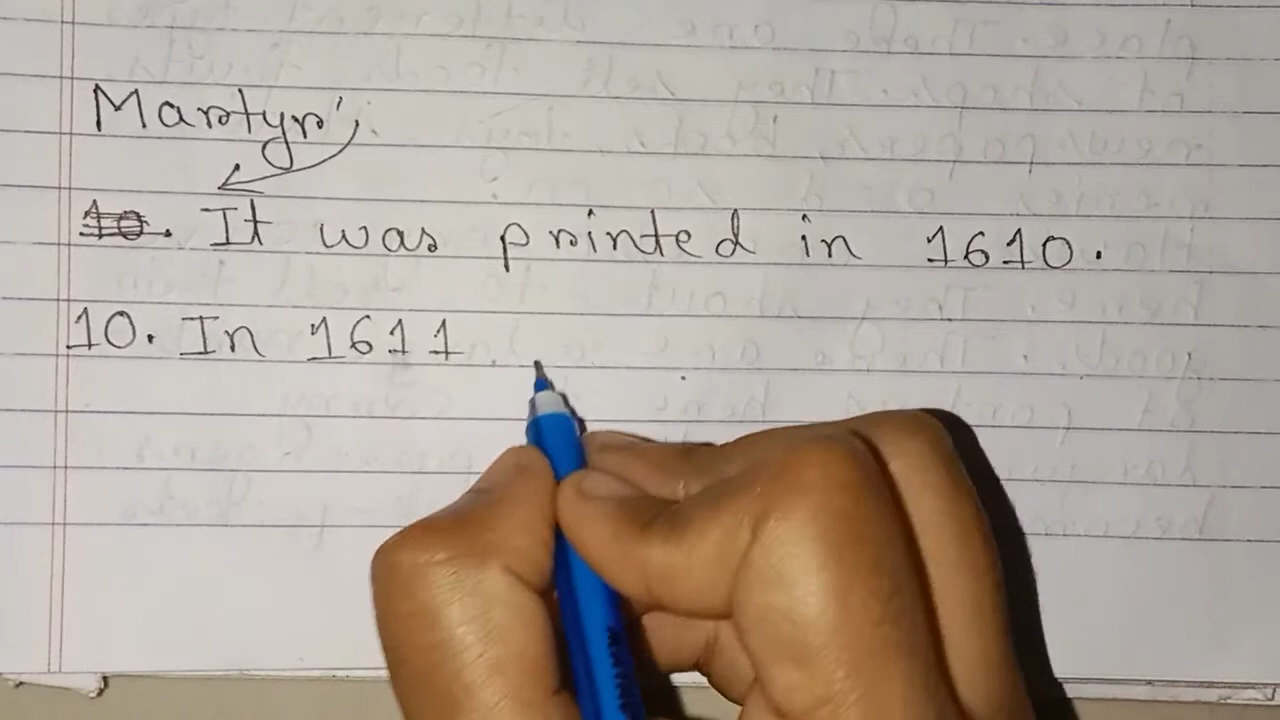 Martyr',
10. It was printed in 1610.
10. In 1611